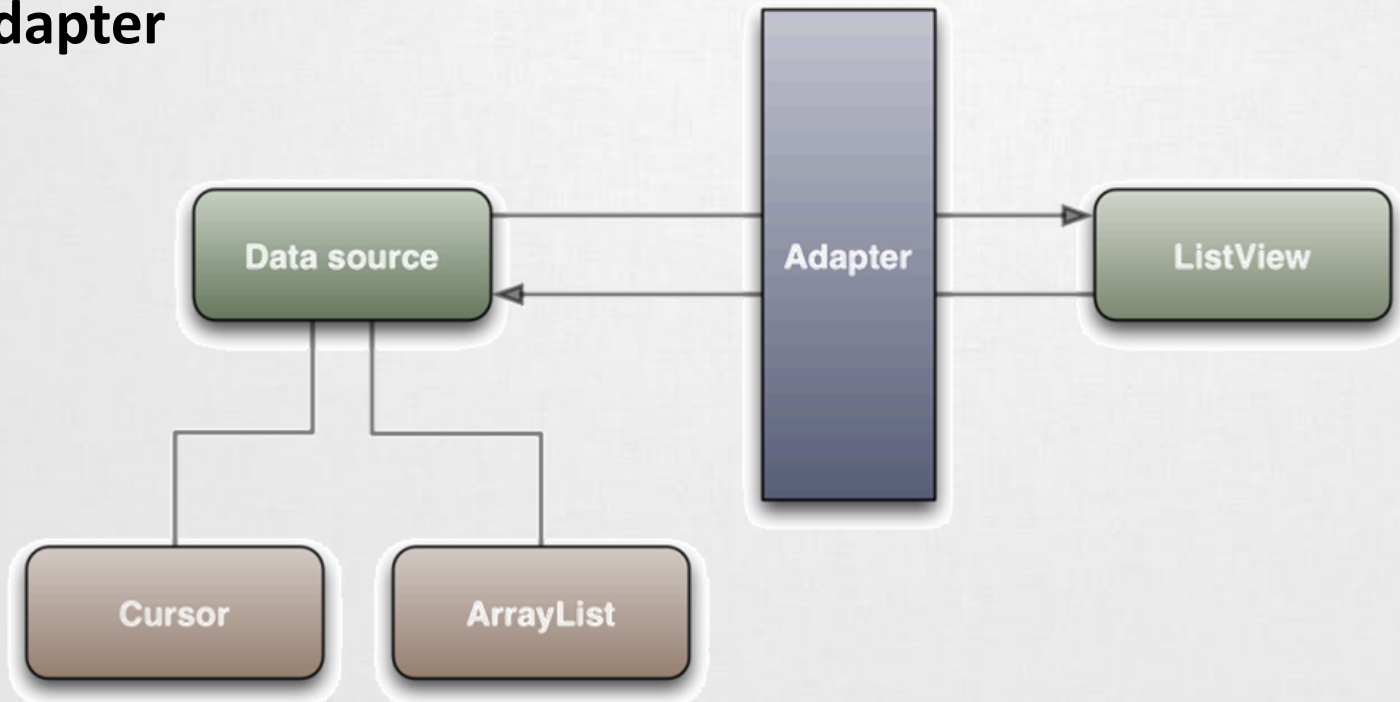 dapter
Data source
Adapter
ListView
Cursor
ArrayList